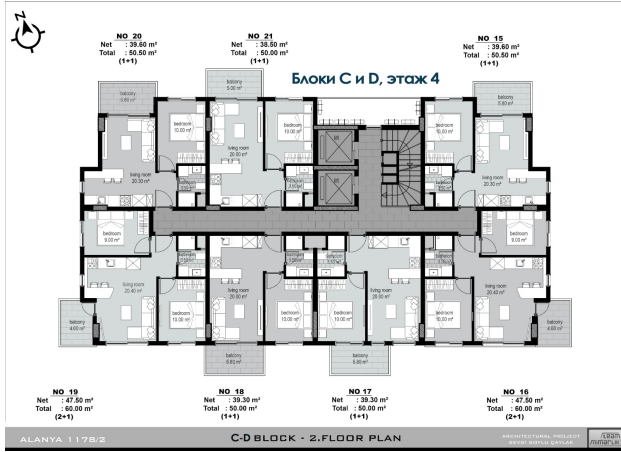 NO 20
Net : 39.60 m²
Total : 50.50 m²
(1+1)
NO 21
Net : 38.50 m²
Total : 50.00 m²
(1+1)
NO 15
Net : 39.60 m²
Total : 50.50 m²
(1+1)
Блоки C и D, этаж 4
balcony
5.80 m²
balcony
5.00 m²
balcony
5.80 m²
bedroom
10.00 m²
living room
20.00 m²
bedroom
10.00 m²
bedroom
10.00 m²
living room
20.30 m²
living room
20.30 m²
bedroom
9.00 m²
bedroom
9.00 m²
living room
20.40 m²
bedroom
10.00 m²
living room
20.00 m²
bedroom
10.00 m²
bedroom
10.00 m²
living room
20.00 m²
bedroom
10.00 m²
living room
20.40 m²
balcony
4.60 m²
balcony
4.60 m²
balcony
5.80 m²
balcony
5.80 m²
NO 19
Net : 47.50 m²
Total : 60.00 m²
(2+1)
NO 18
Net : 39.30 m²
Total : 50.00 m²
(1+1)
NO 17
Net : 39.30 m²
Total : 50.00 m²
(1+1)
NO 16
Net : 47.50 m²
Total : 60.00 m²
(2+1)
ALANYA 1178/2
C-D BLOCK - 2.FLOOR PLAN
ARCHITECTURAL PROJECT
SEVGİ SOYLU ÇAYLAK
team
mimarlık